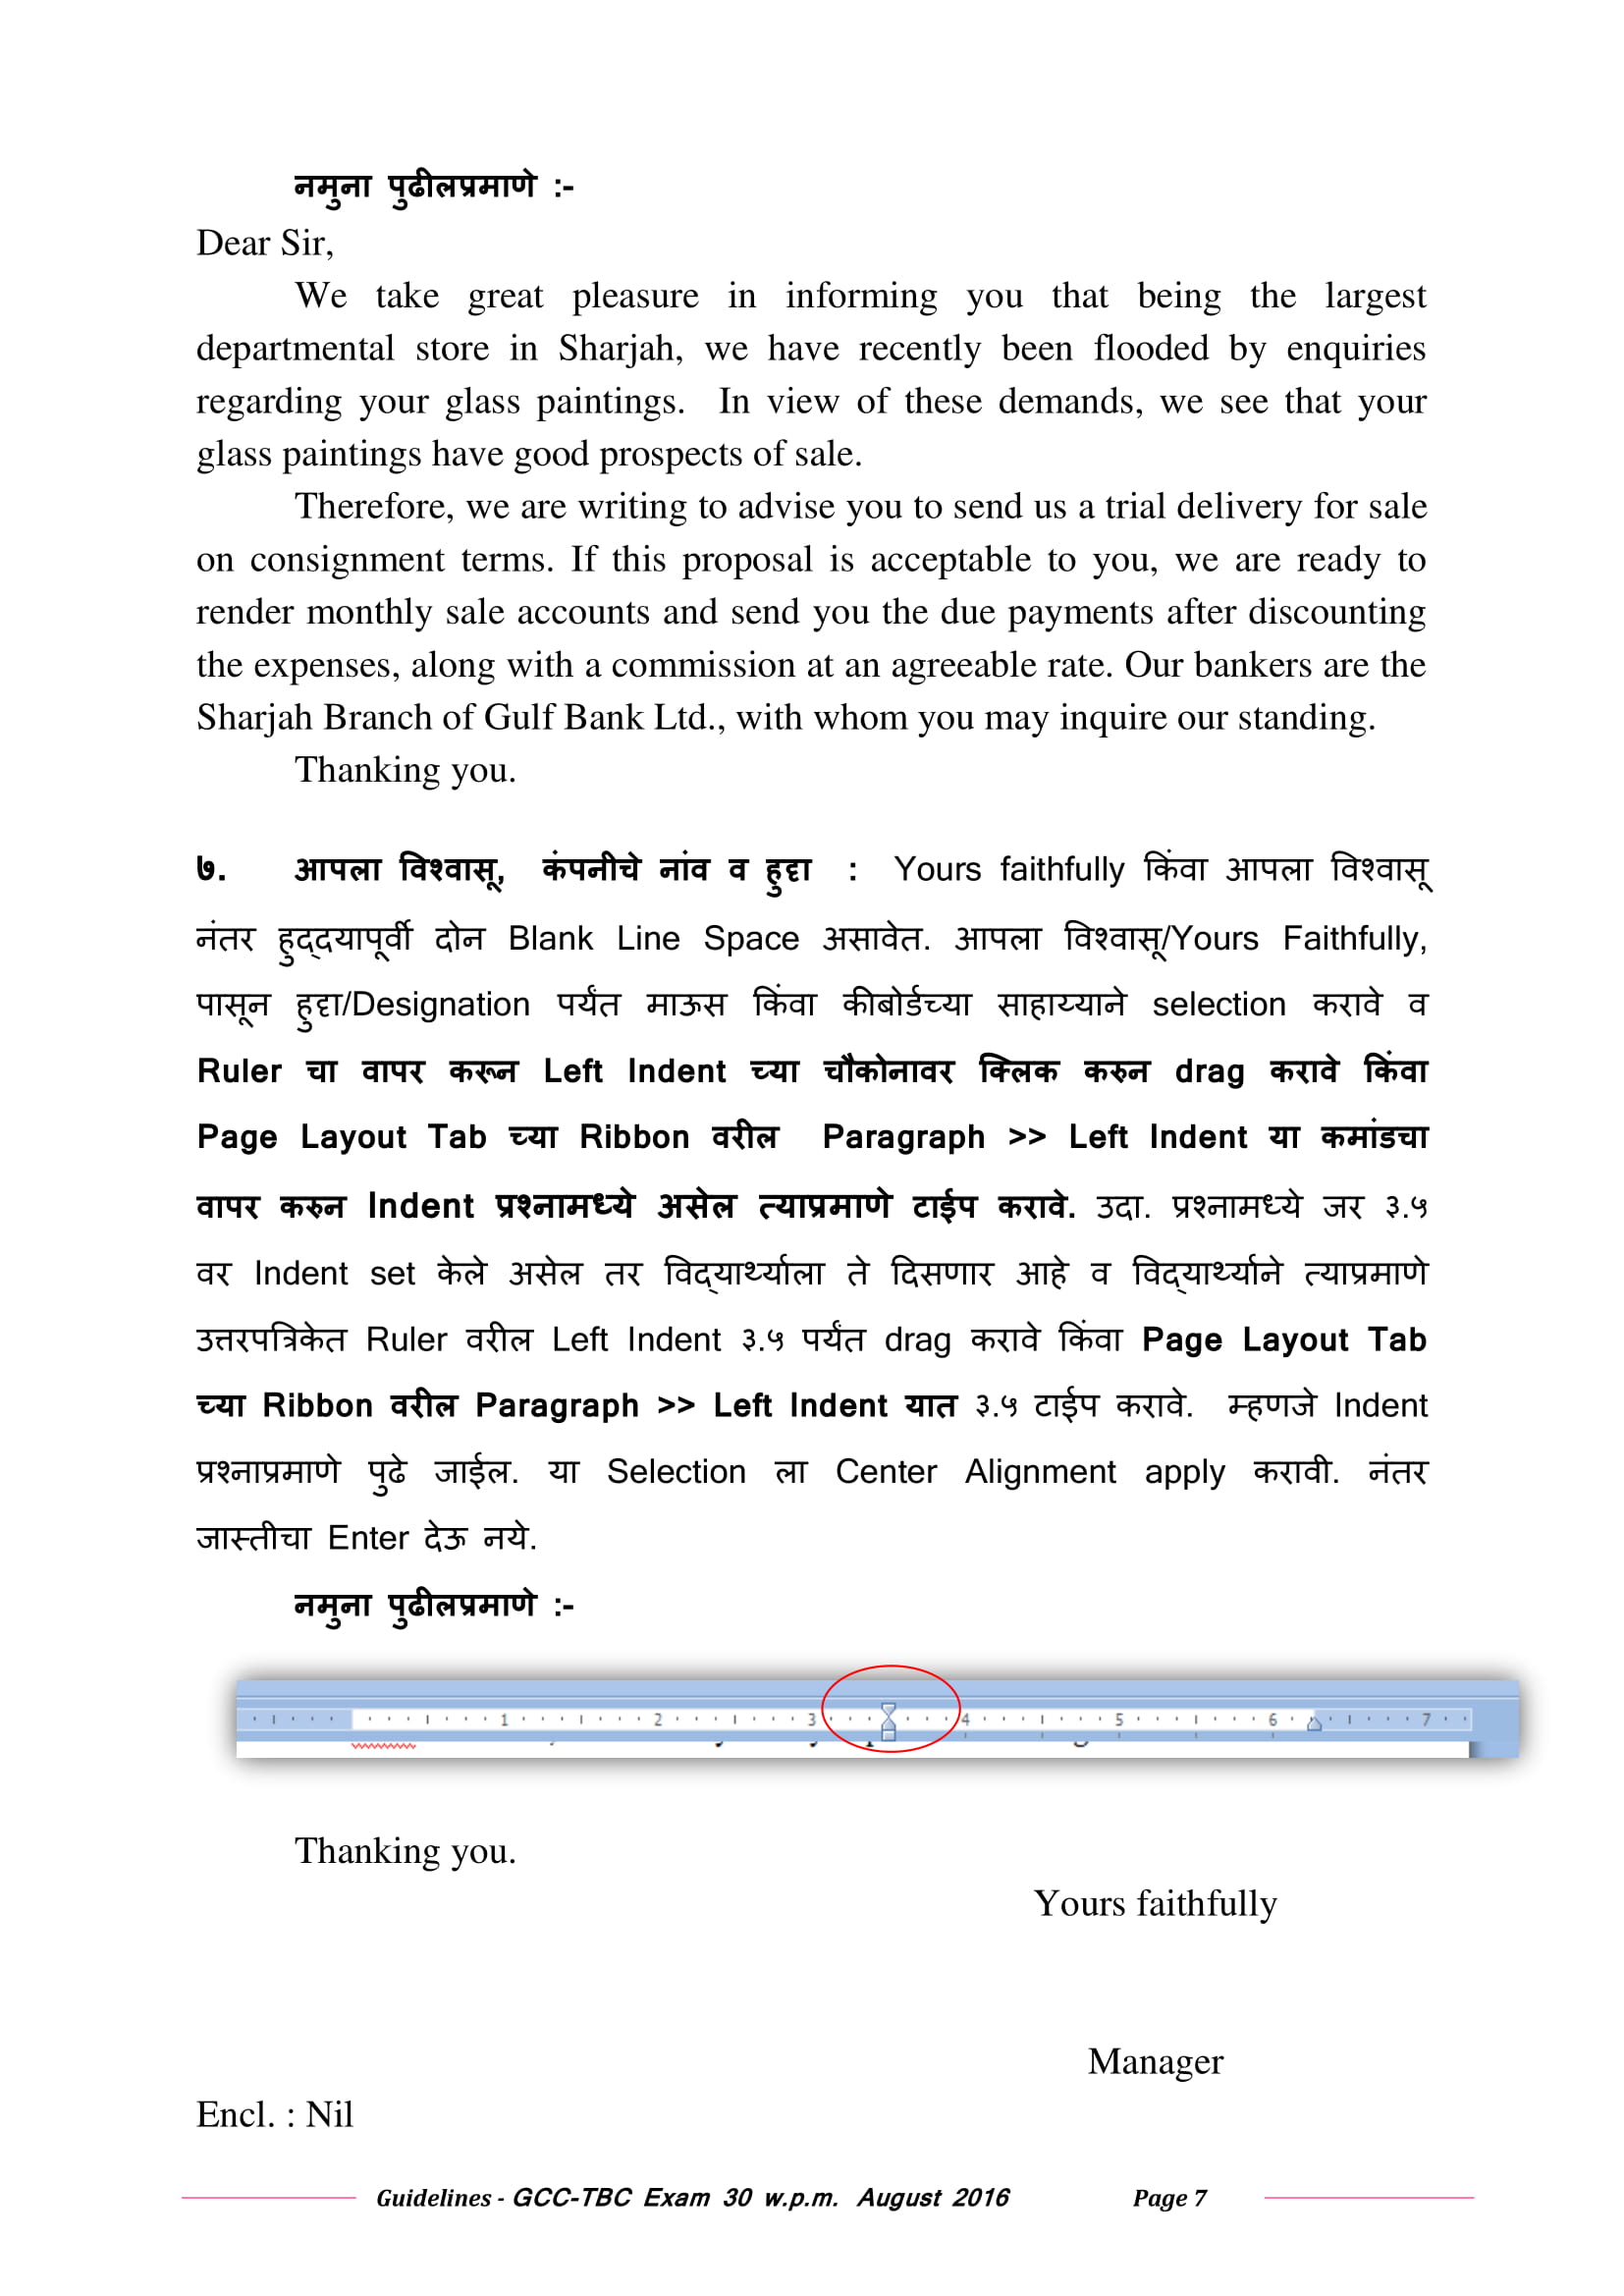 नमुना पुढीलप्रमाणे :-
Dear Sir,
We take great pleasure in informing you that being the largest
departmental store in Sharjah, we have recently been flooded by enquiries
regarding your glass paintings. In view of these demands, we see that your
glass paintings have good prospects of sale.
Therefore, we are writing to advise you to send us a trial delivery for sale
on consignment terms. If this proposal is acceptable to you, we are ready to
render monthly sale accounts and send you the due payments after discounting
the expenses, along with a commission at an agreeable rate. Our bankers are the
Sharjah Branch of Gulf Bank Ltd., with whom you may inquire our standing.
Thanking you.
७. आपला विश्वासू, कंपनीचे नांव व हुद्दा : Yours faithfully किंवा आपला विश्वासू
नंतर हुद्‌दयापूर्वी दोन Blank Line Space असावेत. आपला विश्वासू/Yours Faithfully,
पासून हुद्दा/Designation पर्यंत माऊस किंवा कीबोर्डच्या साहाय्याने selection करावे व
Ruler चा वापर करून Left Indent च्या चौकोनावर क्लिक करुन drag करावे किंवा
Page Layout Tab च्या Ribbon वरील Paragraph >> Left Indent या कमांडचा
वापर करुन Indent प्रश्नामध्ये असेल त्याप्रमाणे टाईप करावे. उदा. प्रश्नामध्ये जर ३.५
वर Indent set केले असेल तर विद्‌यार्थ्याला ते दिसणार आहे व विद्‌यार्थ्याने त्याप्रमाणे
उत्तरपत्रिकेत Ruler वरील Left Indent ३.५ पर्यंत drag करावे किंवा Page Layout Tab
च्या Ribbon वरील Paragraph >> Left Indent यात ३.५ टाईप करावे. म्हणजे Indent
प्रश्नाप्रमाणे पुढे जाईल. या Selection ला Center Alignment apply करावी. नंतर
जास्तीचा Enter देऊ नये.
नमुना पुढीलप्रमाणे :-
1 2 3 4 5 6 7
Thanking you.
Yours faithfully
Manager
Encl. : Nil
Guidelines - GCC-TBC Exam 30 w.p.m. August 2016 Page 7